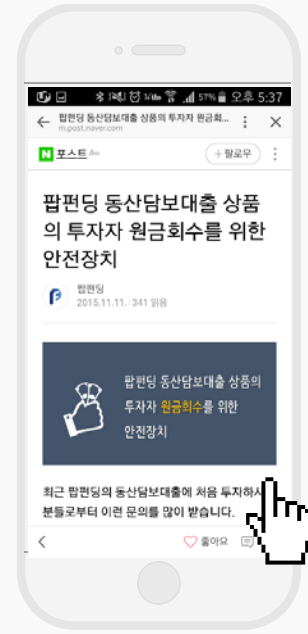 57% 오후 5:37
팝펀딩 동산담보대출 상품의 투자자 원금회...
m.post.naver.com
N 포스트
+팔로우
팝펀딩 동산담보대출 상품
의 투자자 원금회수를 위한
안전장치
팝펀딩
2015.11.11. 341 읽음
팝펀딩 동산담보대출 상품의
투자자 원금회수를 위한
안전장치
최근 팝펀딩의 동산담보대출에 처음 투자하시
분들로부터 이런 문의를 많이 받습니다.
좋아요